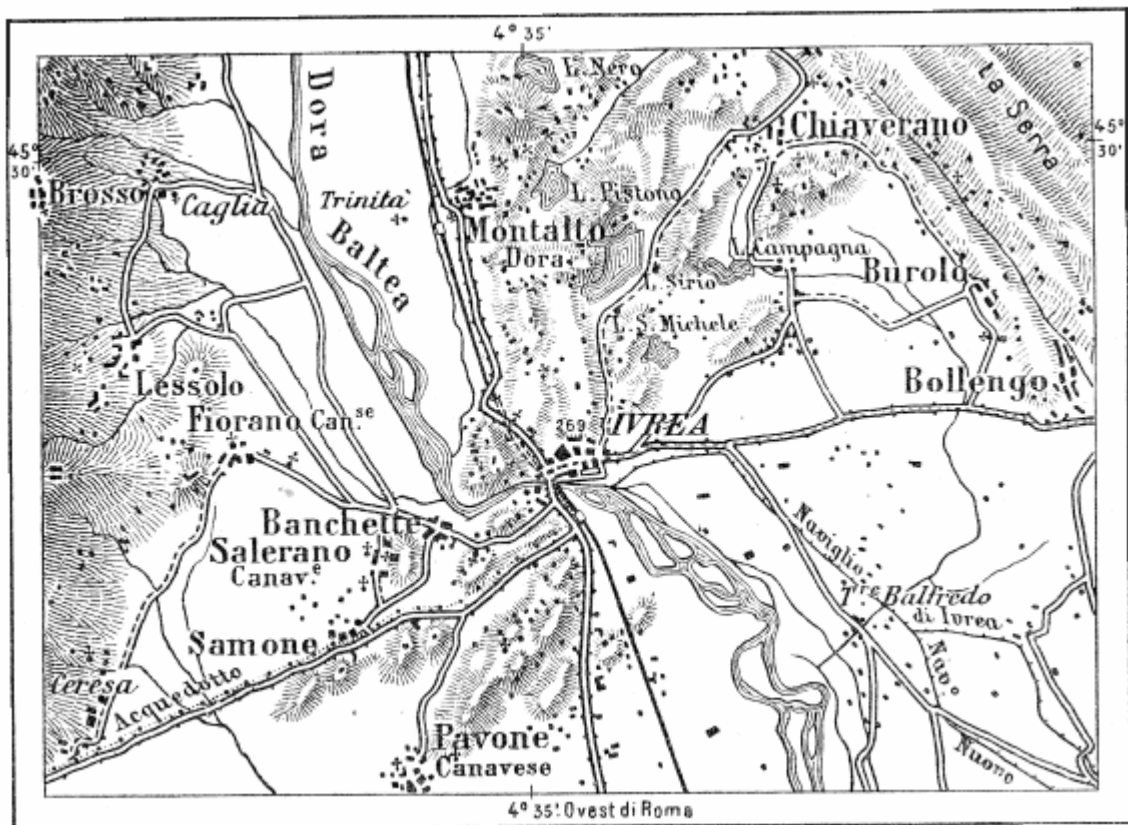 4° 35'
Dora
L. Nero
La Serra
Chiaverano
45° 30'
45° 30'
Brosso
Caglia
Trinità
L. Pistono
Montalto
Dora
Baltea
L. Campagna
L. Sirio
Burolo
L. S. Michele
Lessolo
Bollengo
Fiorano Can.se
269
IVREA
Banchette
Salerano
Canav.e
Naviglio
Tre Balfredo
di Ivrea
Samone
Navo
Ceresa
Acquedotto
Pavone
Canavese
Nuovo
4° 35'. Ovest di Roma